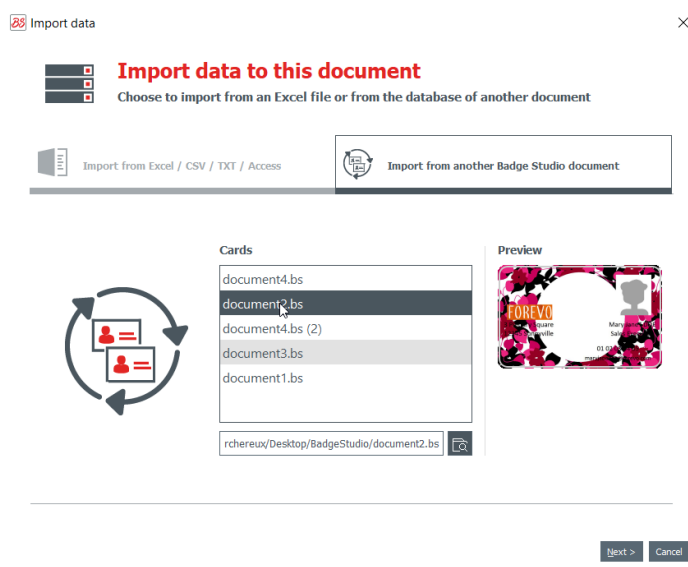 BS Import data
Import data to this document
Choose to import from an Excel file or from the database of another document
Import from Excel / CSV / TXT / Access
Import from another Badge Studio document
Cards
document4.bs
document2.bs
document4.bs (2)
document3.bs
document1.bs
rchereux/Desktop/BadgeStudio/document2.bs
Preview
FOREVO
Next >
Cancel